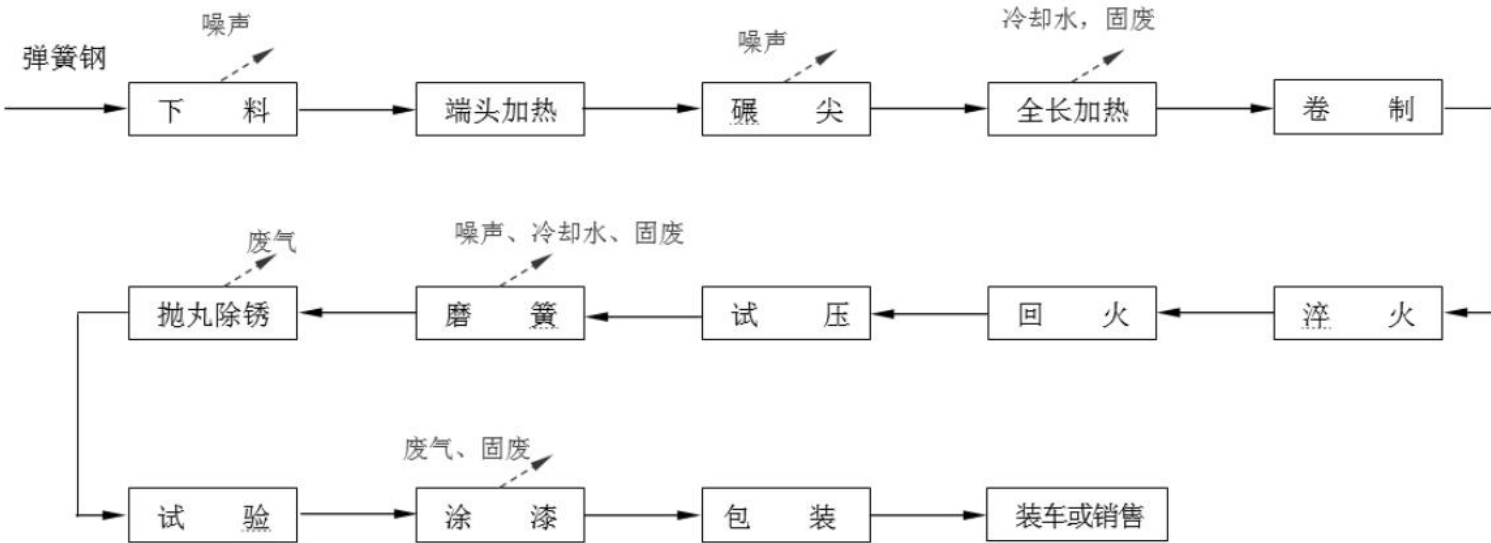 弹簧钢
噪声
噪声
冷却水，固废
下 料
端头加热
碾 尖
全长加热
卷 制
废气
噪声、冷却水、固废
抛丸除锈
磨 簧
试 压
回 火
淬 火
废气、固废
试 验
涂 漆
包 装
装车或销售